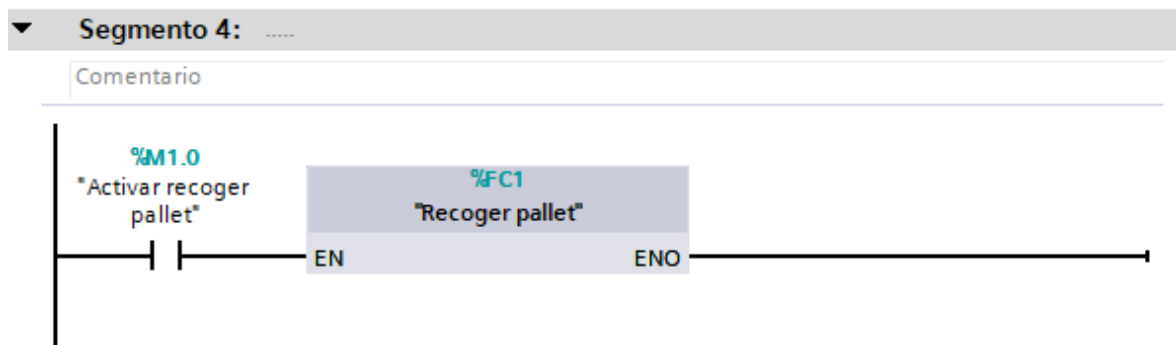 Segmento 4: .....
Comentario
%M1.0
"Activar recoger
pallet"
%FC1
"Recoger pallet"
EN ENO